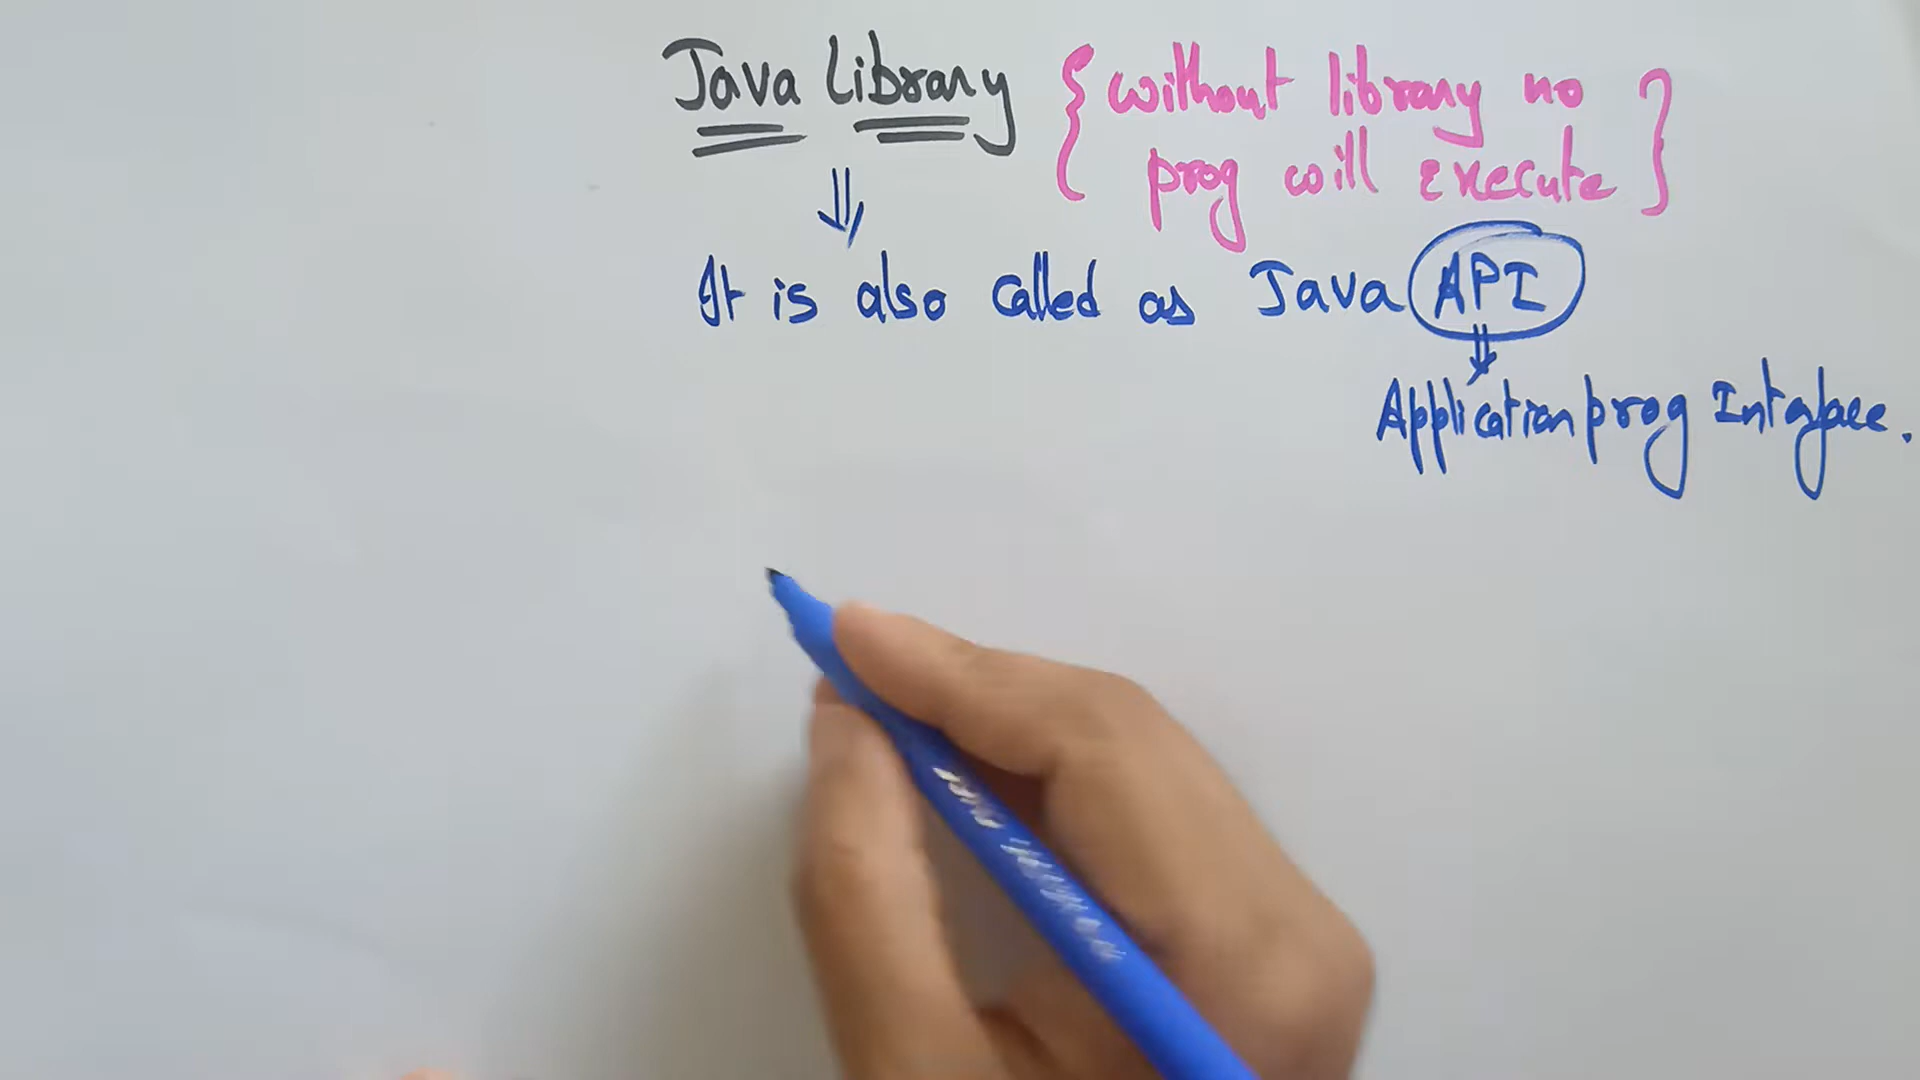 Java Library { without library no
prog will execute }
It is also called as Java API
Application prog Interface.